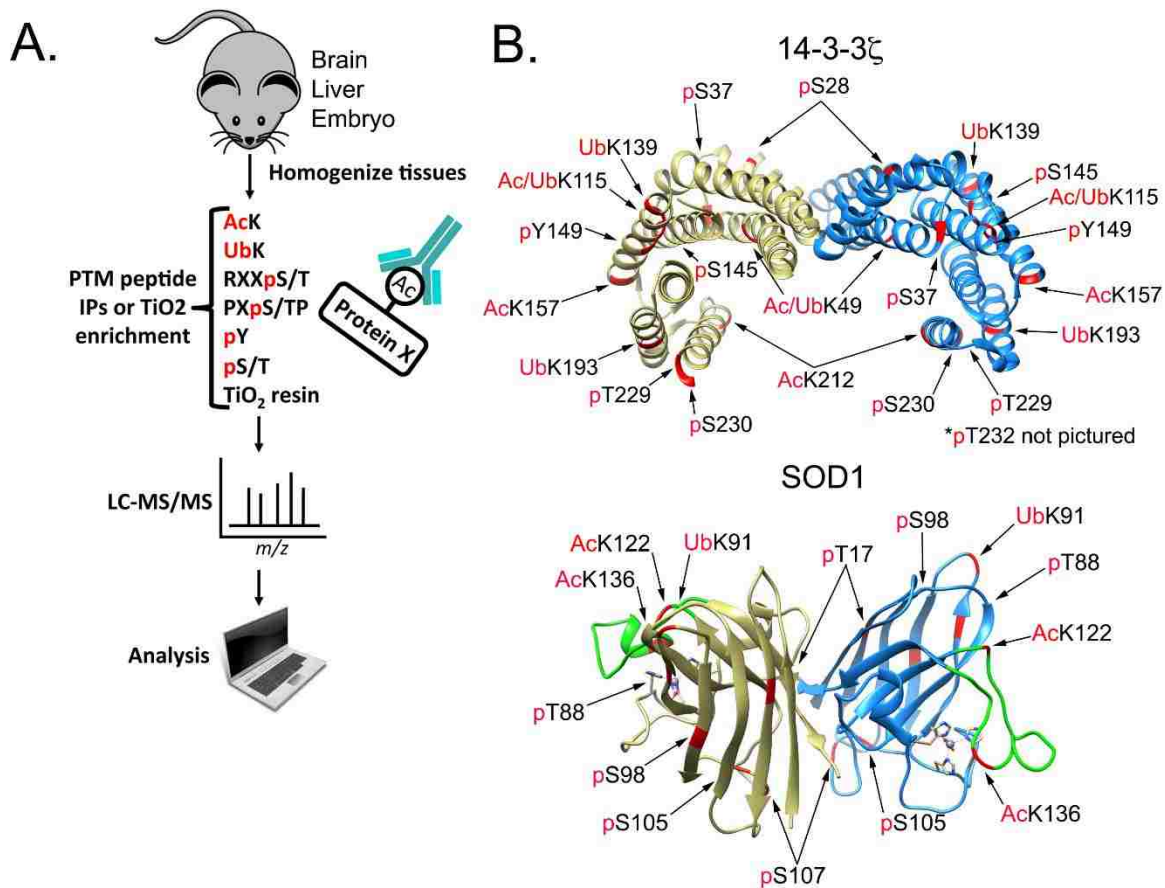 A.
Brain
Liver
Embryo
Homogenize tissues
PTM peptide
IPs or TiO2
enrichment
AcK
UbK
RXXpS/T
PXpS/TP
pY
pS/T
TiO₂ resin
Ac
Protein X
LC-MS/MS
m/z
Analysis
B.
14-3-3ζ
pS37
pS28
UbK139
UbK139
Ac/UbK115
pS145
Ac/UbK115
pY149
pY149
pS145
AcK157
Ac/UbK49
pS37
AcK157
UbK193
UbK193
AcK212
pT229
pS230
pS230
pT229
*pT232 not pictured
SOD1
pS98
UbK91
AcK122
UbK91
pT17
pT88
AcK136
AcK122
pT88
pS98
pS105
pS105
AcK136
pS107